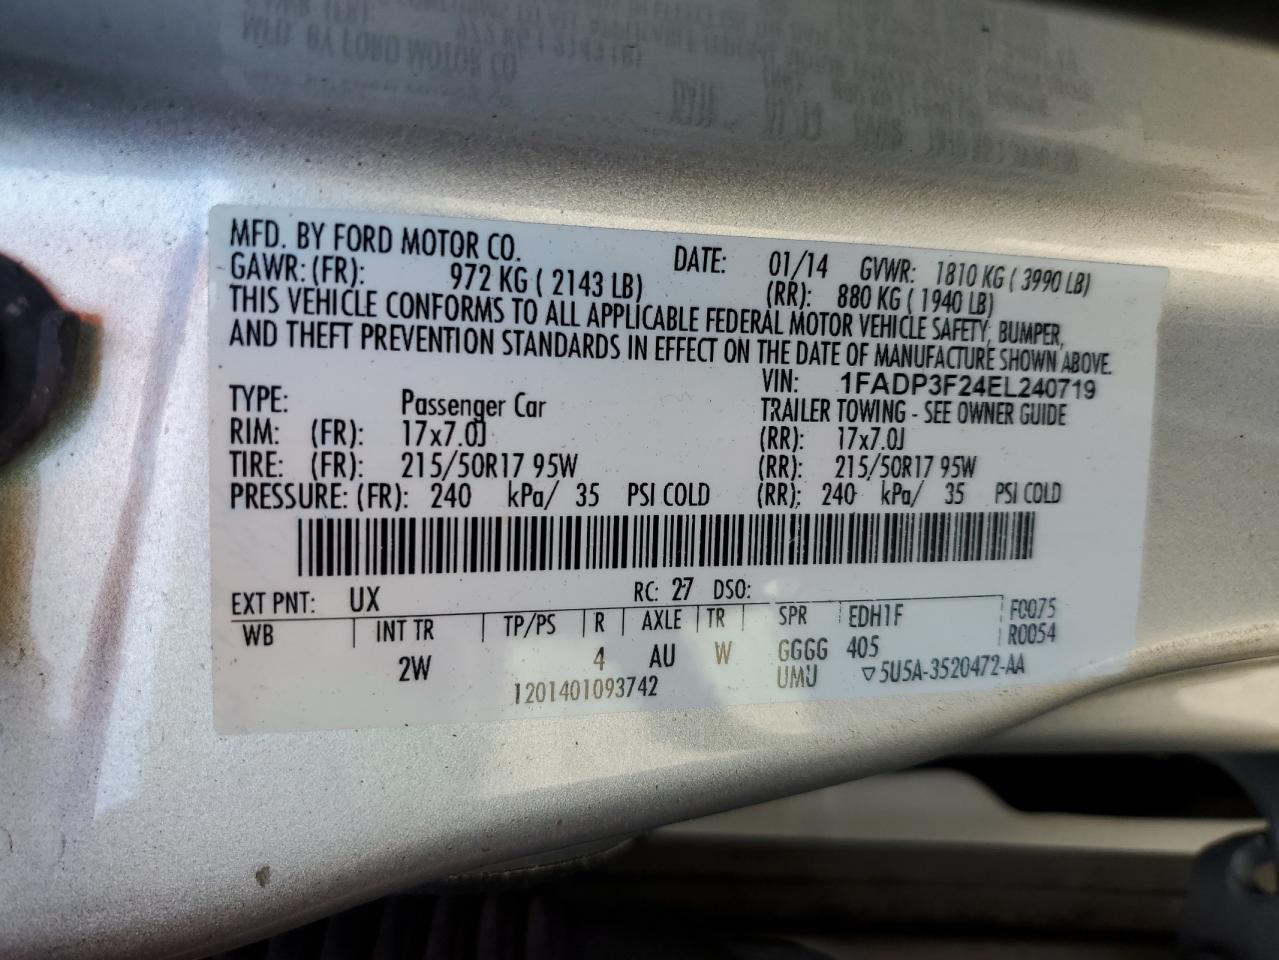 MFD. BY FORD MOTOR CO. DATE: 01/14 GVWR: 1810 KG ( 3990 LB)
GAWR: (FR): 972 KG ( 2143 LB) (RR): 880 KG ( 1940 LB)
THIS VEHICLE CONFORMS TO ALL APPLICABLE FEDERAL MOTOR VEHICLE SAFETY, BUMPER,
AND THEFT PREVENTION STANDARDS IN EFFECT ON THE DATE OF MANUFACTURE SHOWN ABOVE.
VIN: 1FADP3F24EL240719
TYPE: Passenger Car TRAILER TOWING - SEE OWNER GUIDE
RIM: (FR): 17x7.0J (RR): 17x7.0J
TIRE: (FR): 215/50R17 95W (RR): 215/50R17 95W
PRESSURE: (FR): 240 kPa/ 35 PSI COLD (RR): 240 kPa/ 35 PSI COLD
EXT PNT: UX RC: 27 DSO:
WB INT TR TP/PS R AXLE TR SPR EDH1F F0075
2W 4 AU W GGGG 405 R0054
1201401093742 UMU ▽5U5A-3520472-AA